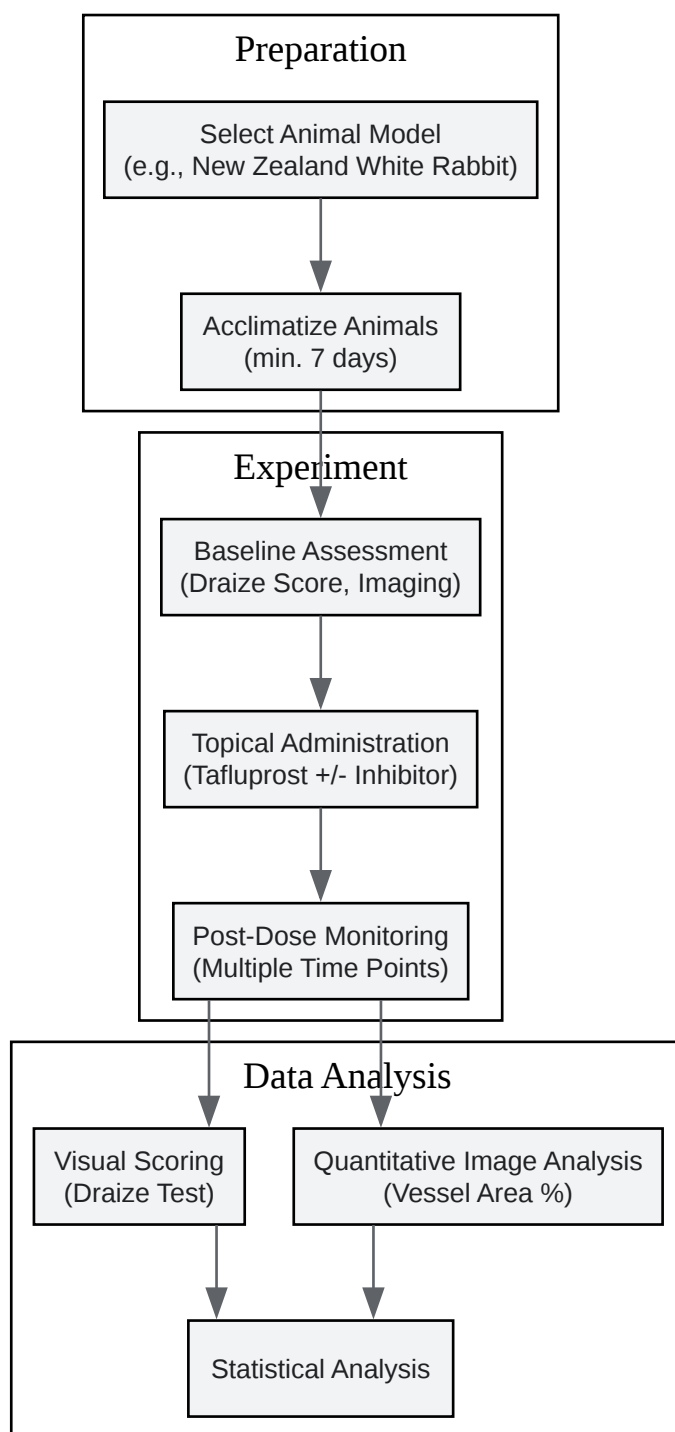 Preparation
Select Animal Model
(e.g., New Zealand White Rabbit)
Acclimatize Animals
(min. 7 days)
Experiment
Baseline Assessment
(Draize Score, Imaging)
Topical Administration
(Tafluprost +/- Inhibitor)
Post-Dose Monitoring
(Multiple Time Points)
Data Analysis
Visual Scoring
(Draize Test)
Quantitative Image Analysis
(Vessel Area %)
Statistical Analysis